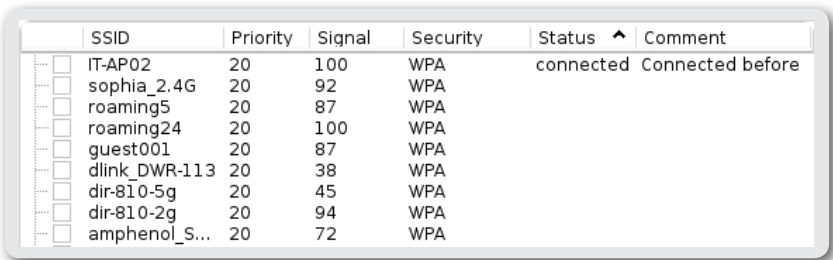 SSID Priority Signal Security Status Comment
IT-AP02 20 100 WPA connected Connected before
sophia_2.4G 20 92 WPA
roaming5 20 87 WPA
roaming24 20 100 WPA
guest001 20 87 WPA
dlink_DWR-113 20 38 WPA
dir-810-5g 20 45 WPA
dir-810-2g 20 94 WPA
amphenol_S... 20 72 WPA